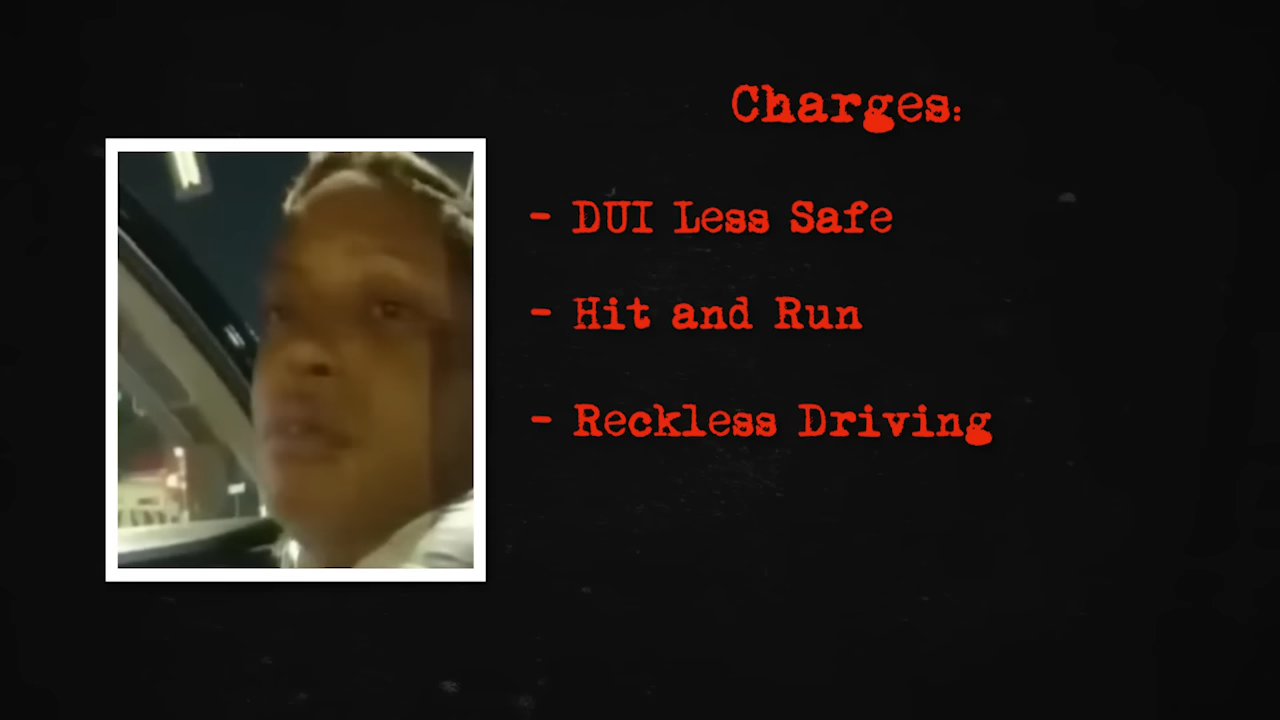 Charges:
- DUI Less Safe
- Hit and Run
- Reckless Driving